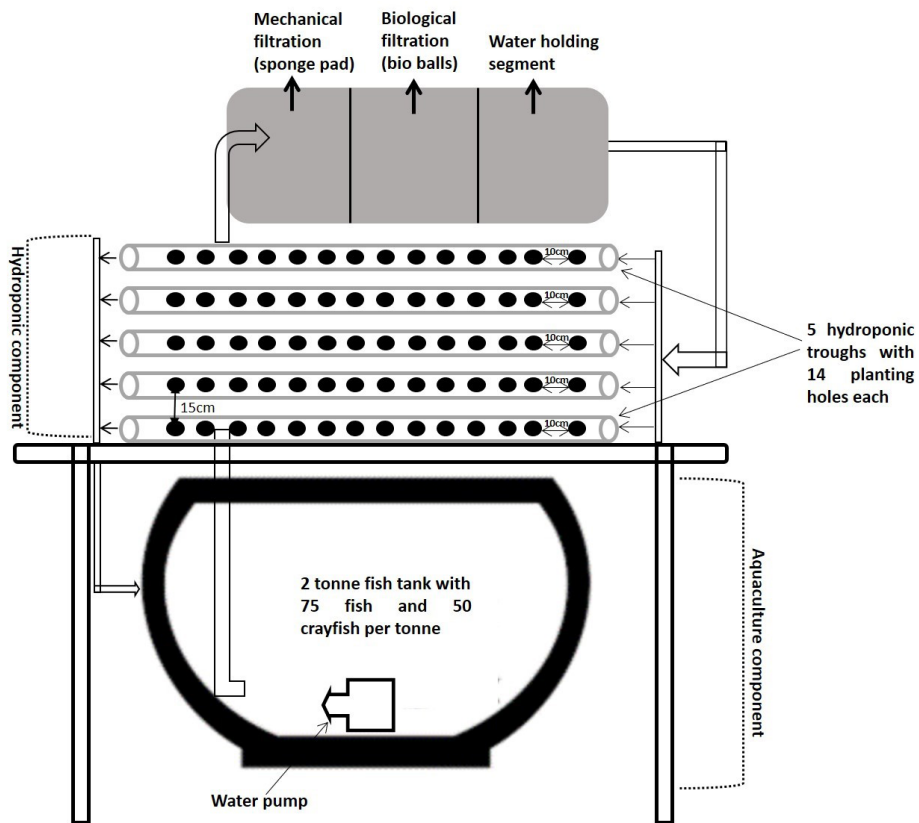 Mechanical
filtration
(sponge pad)
Biological
filtration
(bio balls)
Water holding
segment
Hydroponic component
10cm
10cm
10cm
10cm
15cm
10cm
5 hydroponic
troughs with
14 planting
holes each
2 tonne fish tank with
75 fish and 50
crayfish per tonne
Aquaculture component
Water pump